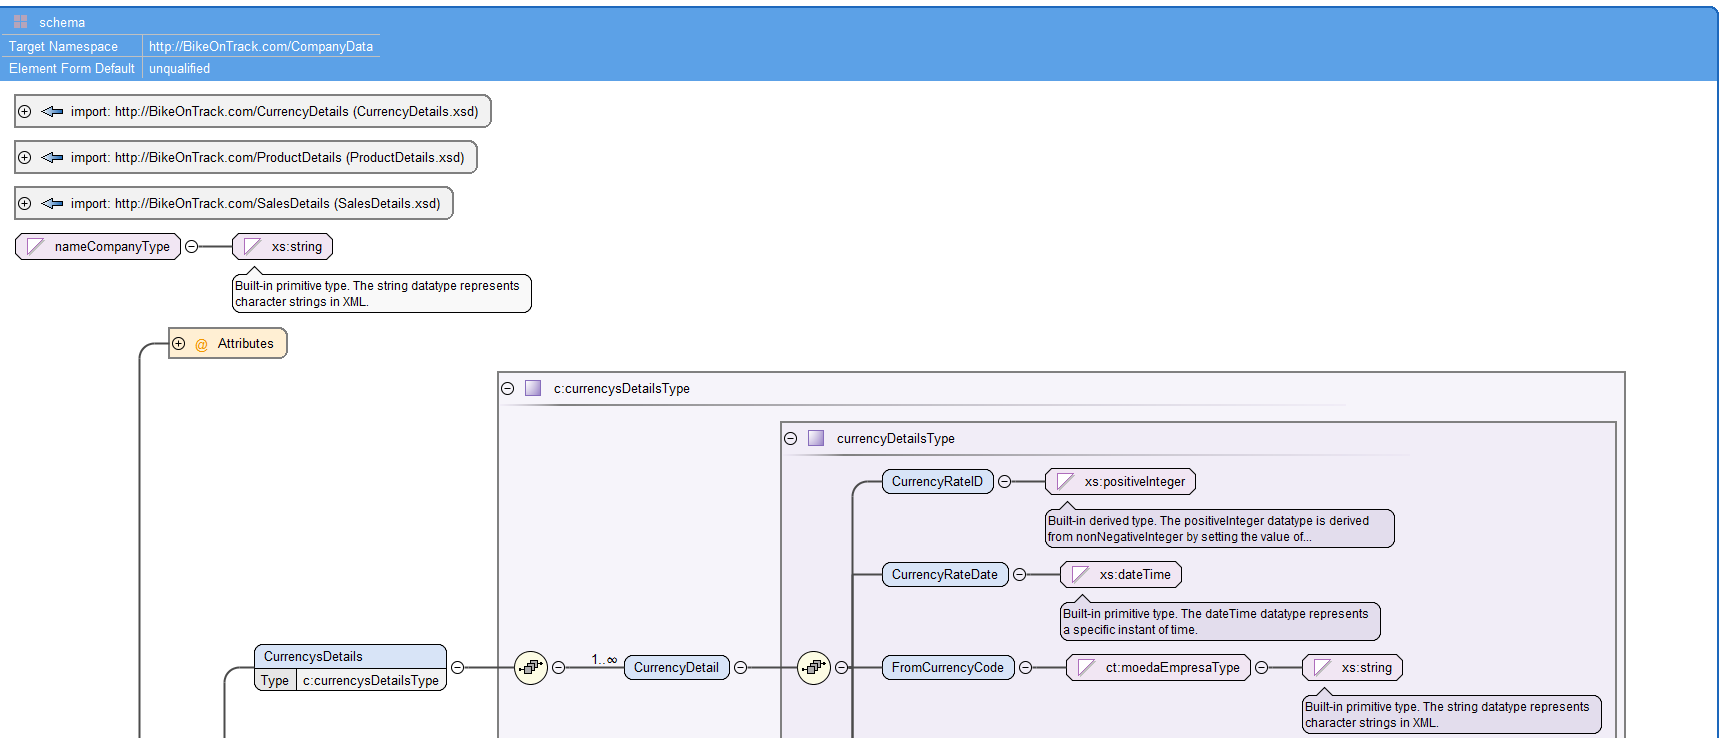 schema
Target Namespace http://BikeOnTrack.com/CompanyData
Element Form Default unqualified
import: http://BikeOnTrack.com/CurrencyDetails (CurrencyDetails.xsd)
import: http://BikeOnTrack.com/ProductDetails (ProductDetails.xsd)
import: http://BikeOnTrack.com/SalesDetails (SalesDetails.xsd)
nameCompanyType xs:string
Built-in primitive type. The string datatype represents
character strings in XML.
@ Attributes
c:currencysDetailsType
currencyDetailsType
CurrencyRateID xs:positiveInteger
Built-in derived type. The positiveInteger datatype is derived
from nonNegativeInteger by setting the value of...
CurrencyRateDate xs:dateTime
Built-in primitive type. The dateTime datatype represents
a specific instant of time.
CurrencysDetails
Type c:currencysDetailsType
1..∞
CurrencyDetail
FromCurrencyCode ct:moedaEmpresaType xs:string
Built-in primitive type. The string datatype represents
character strings in XML.